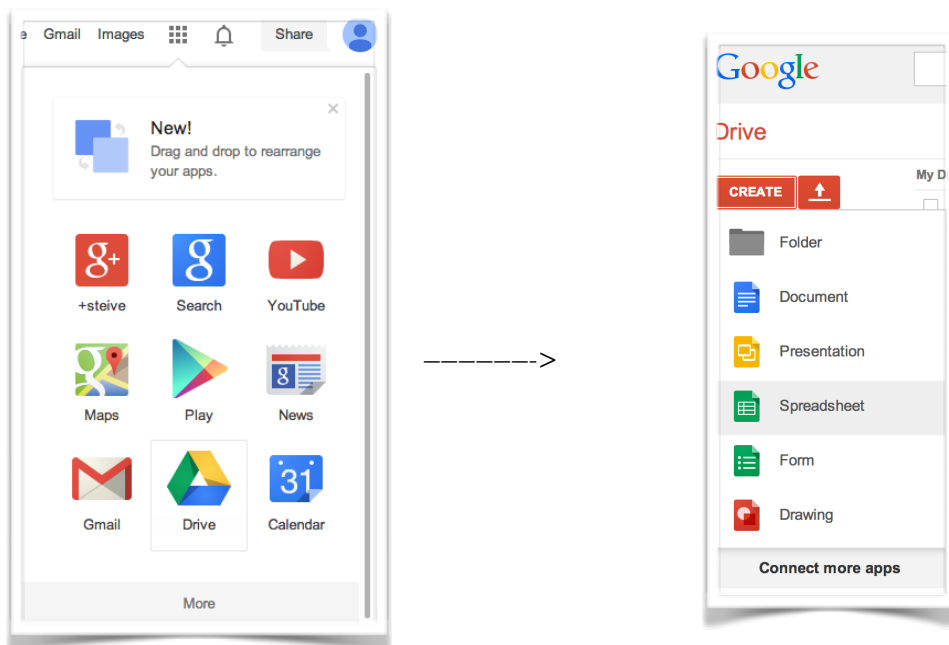 e Gmail Images Share
New!
Drag and drop to rearrange
your apps.
+steive Search YouTube
Maps Play News
31
Gmail Drive Calendar
More
------->
Google
Drive
My D
CREATE
Folder
Document
Presentation
Spreadsheet
Form
Drawing
Connect more apps